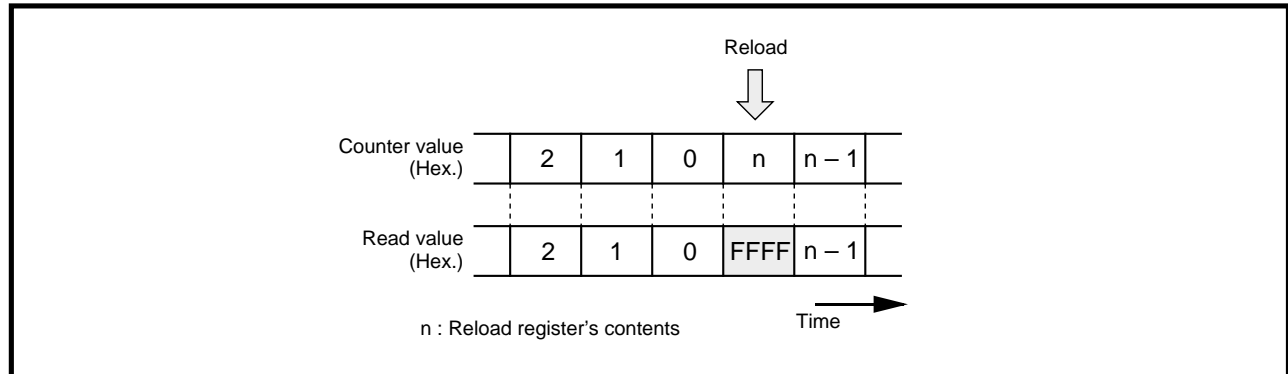 Reload
Counter value
(Hex.)
2 1 0 n n – 1
Read value
(Hex.)
2 1 0 FFFF n – 1
Time
n : Reload register’s contents